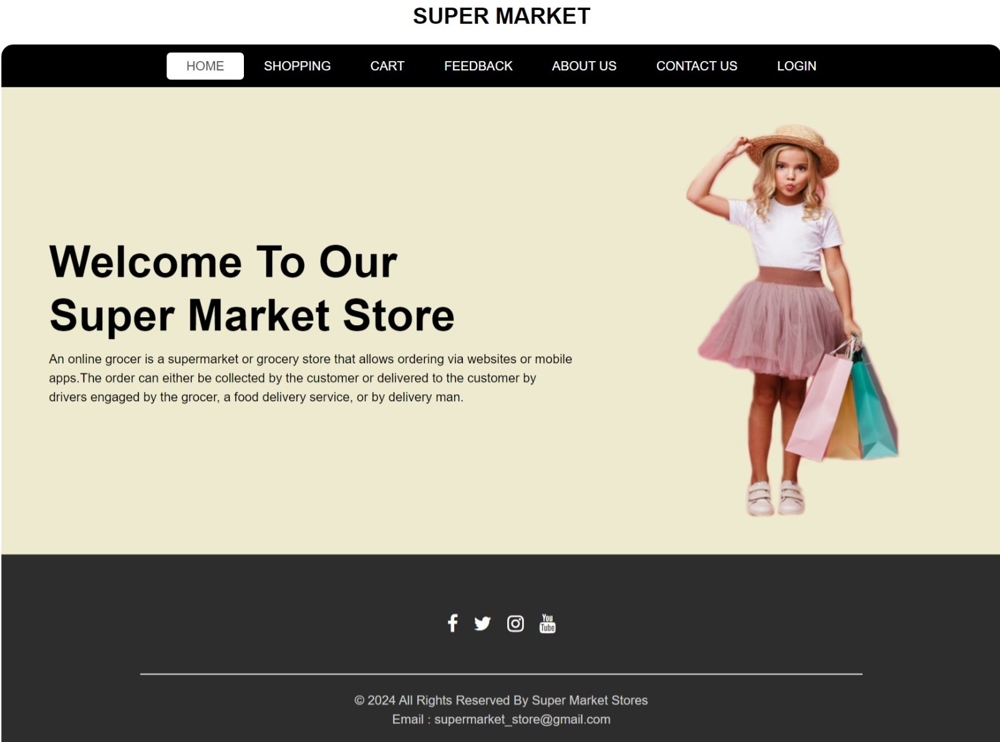 SUPER MARKET
HOME SHOPPING CART FEEDBACK ABOUT US CONTACT US LOGIN
Welcome To Our
Super Market Store
An online grocer is a supermarket or grocery store that allows ordering via websites or mobile
apps.The order can either be collected by the customer or delivered to the customer by
drivers engaged by the grocer, a food delivery service, or by delivery man.
You
Tube
© 2024 All Rights Reserved By Super Market Stores
Email : supermarket_store@gmail.com